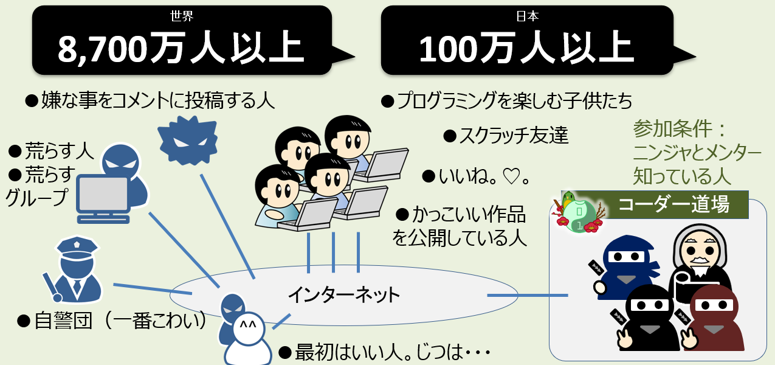 世界
8,700万人以上
日本
100万人以上
●嫌な事をコメントに投稿する人
●プログラミングを楽しむ子供たち
●荒らす人
●荒らす
グループ
●スクラッチ友達
●いいね。♡。
●かっこいい作品
を公開している人
参加条件：
ニンジャとメンター
知っている人
コーダー道場
インターネット
●自警団（一番こわい）
^^
●最初はいい人。じつは・・・